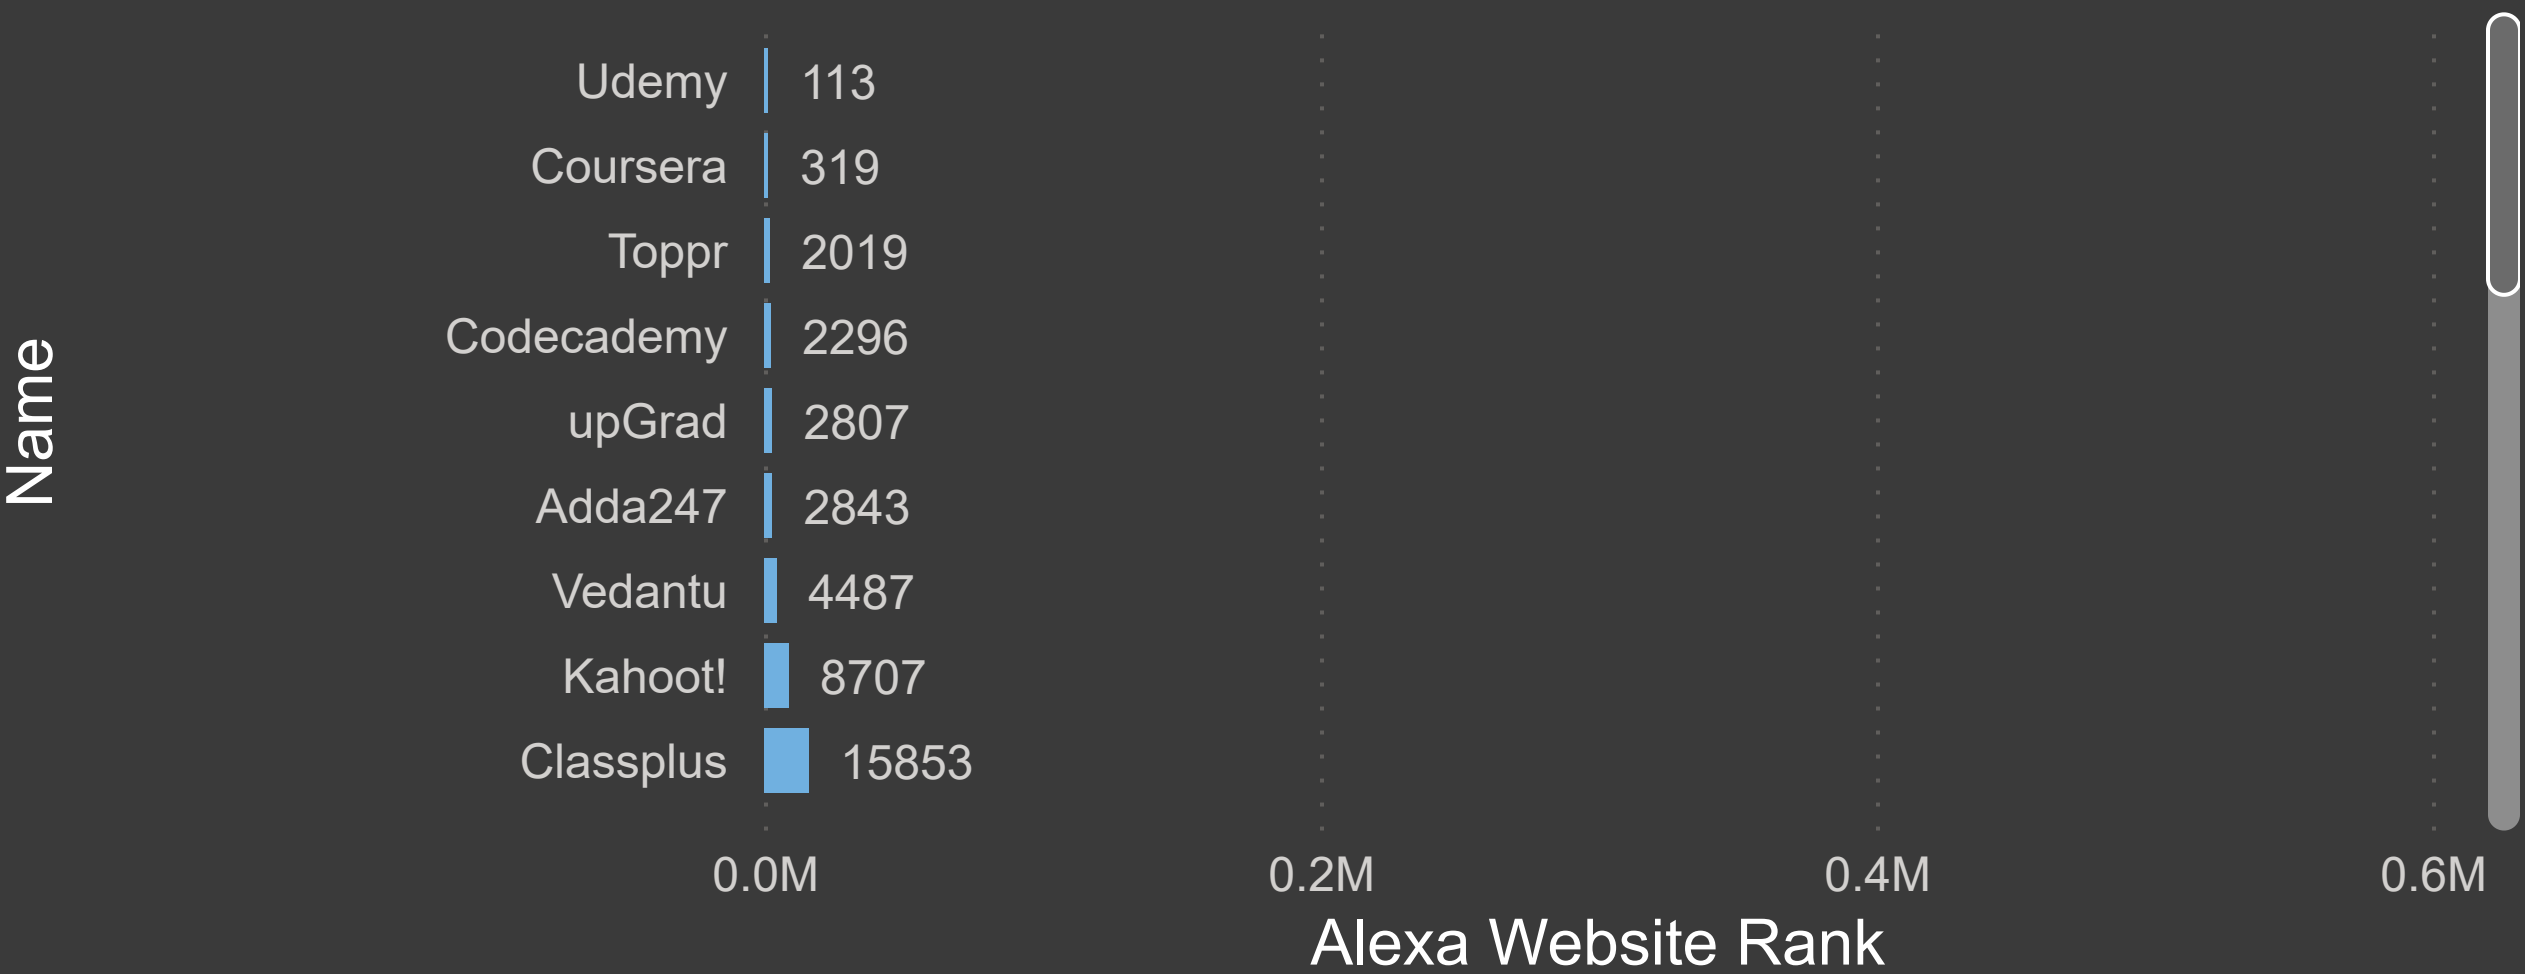 Name
Udemy 113
Coursera 319
Toppr 2019
Codecademy 2296
upGrad 2807
Adda247 2843
Vedantu 4487
Kahoot! 8707
Classplus 15853
0.0M 0.2M 0.4M 0.6M
Alexa Website Rank